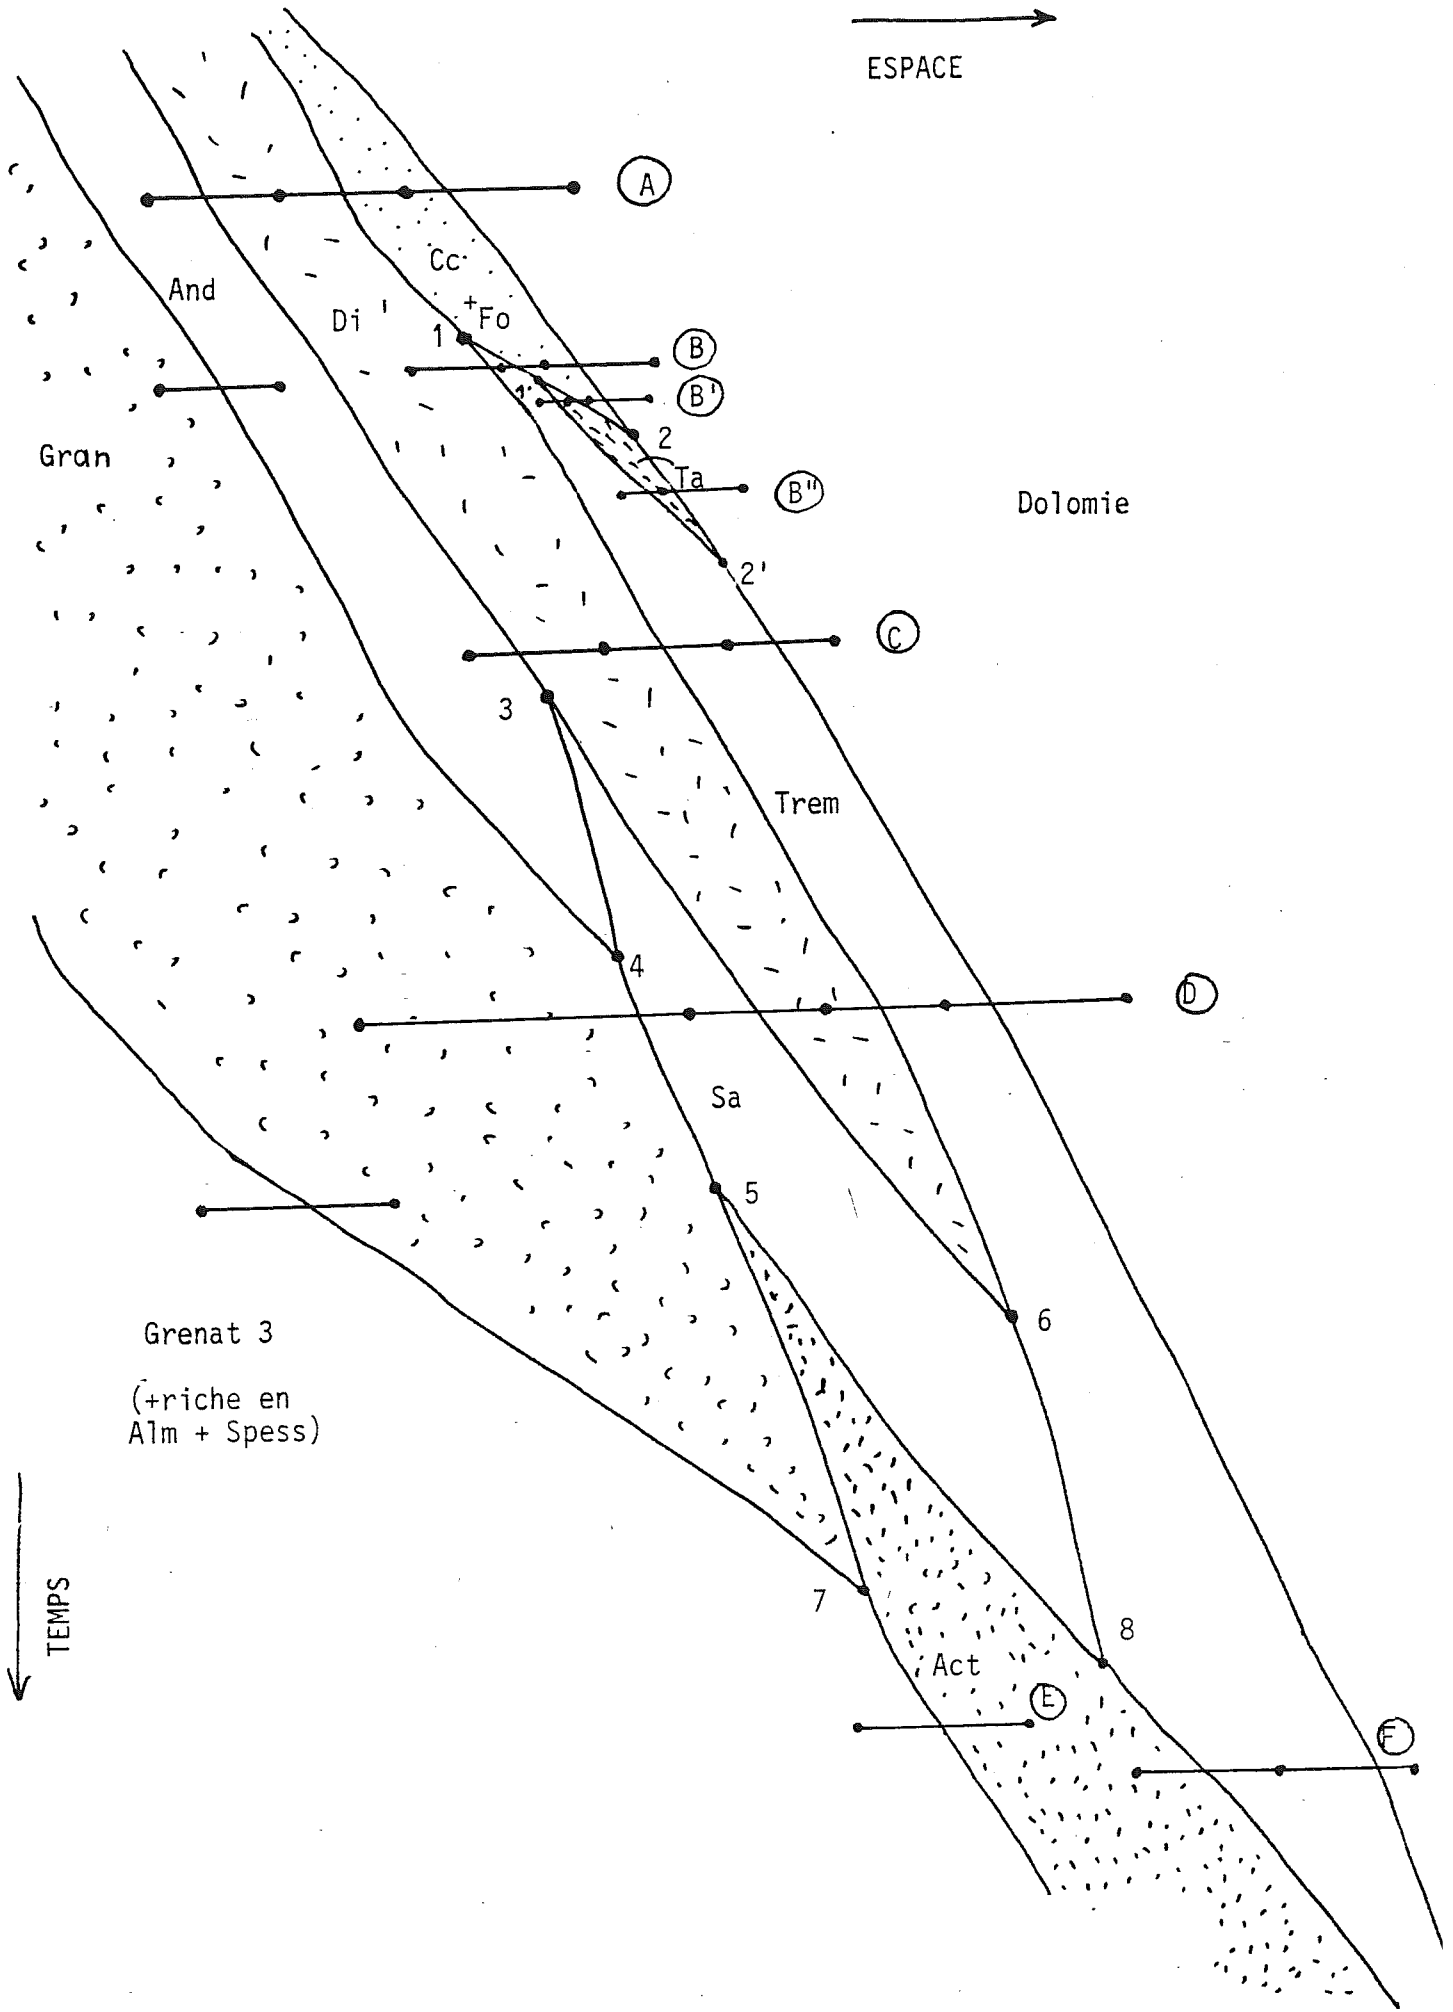 ESPACE
A
Cc
+
Fo
And
Di
1
B
B'
1'
2
Gran
Ta
B"
Dolomie
2'
C
3
Trem
4
D
Sa
5
6
Grenat 3
(+riche en
Alm + Spess)
TEMPS
7
8
Act
E
F